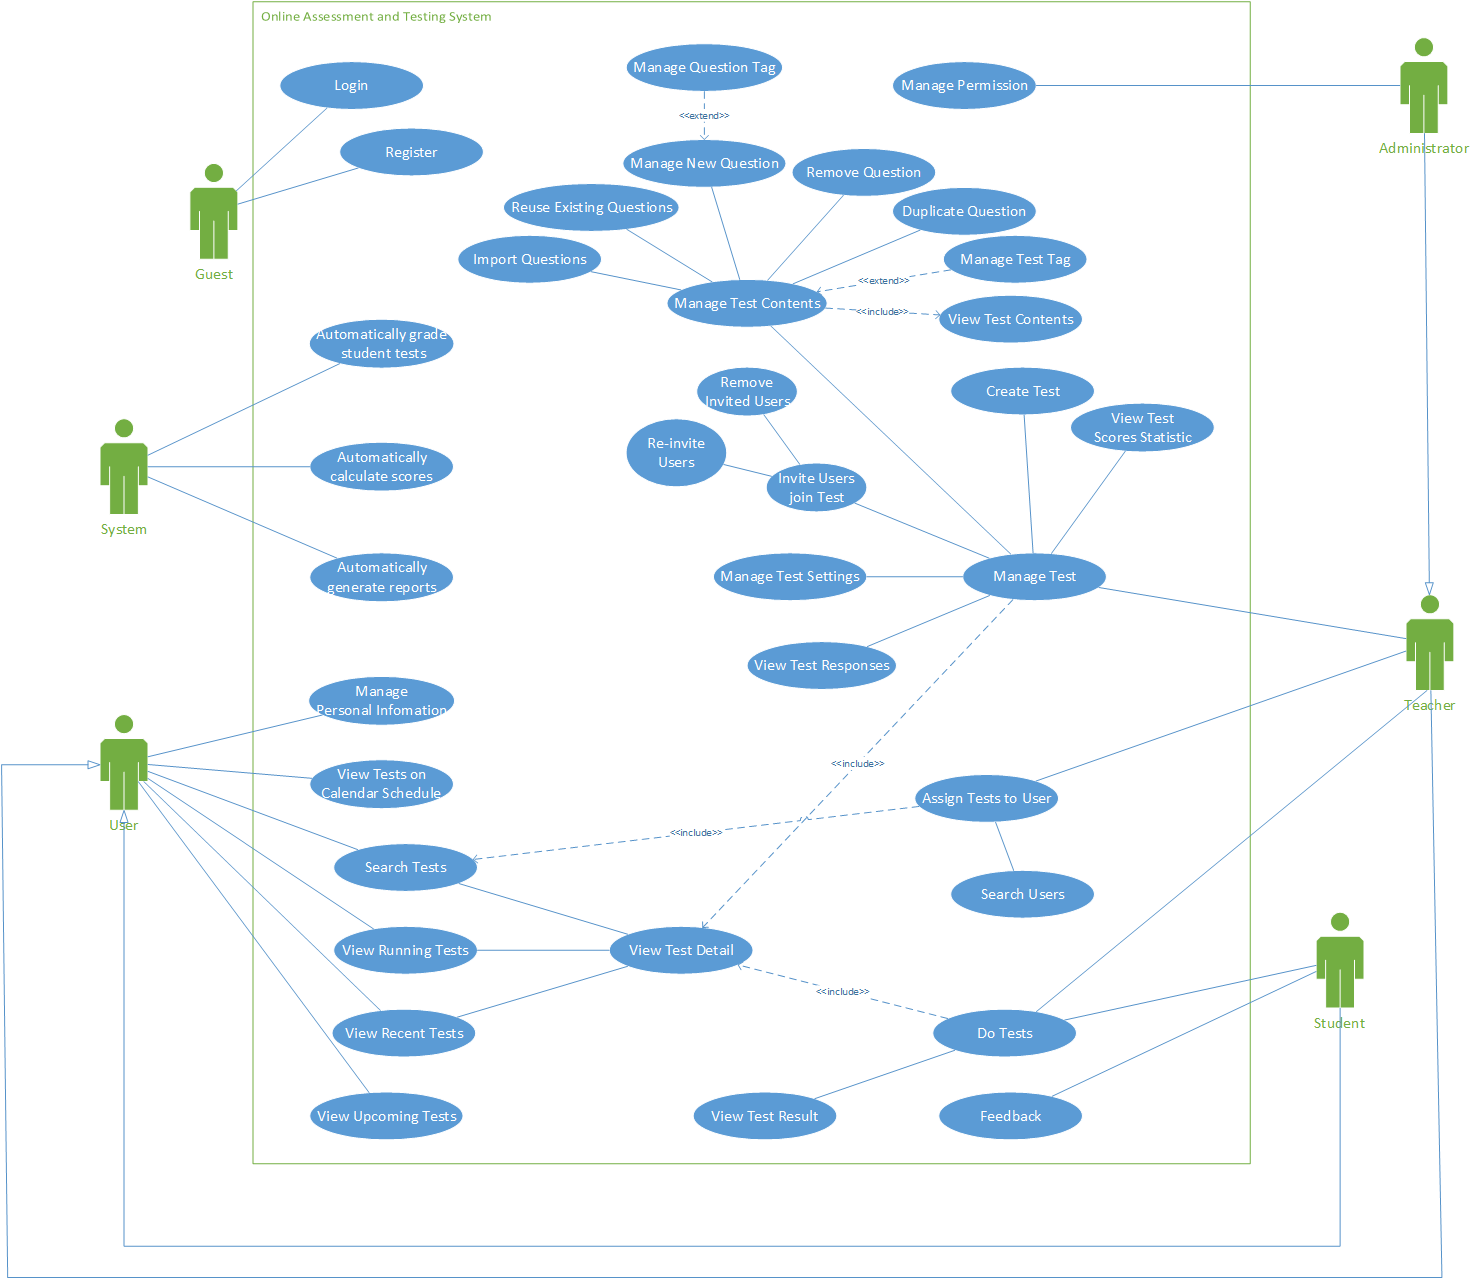 Online Assessment and Testing System
Login
Manage Question Tag
Manage Permission
<<extend>>
Administrator
Register
Manage New Question
Remove Question
Reuse Existing Questions
Duplicate Question
Guest
Import Questions
Manage Test Tag
<<extend>>
Manage Test Contents
<<include>>
View Test Contents
Automatically grade
student tests
Remove
Invited Users
Create Test
View Test
Scores Statistic
Re-invite
Users
Automatically
calculate scores
Invite Users
join Test
System
Automatically
generate reports
Manage Test Settings
Manage Test
View Test Responses
Manage
Personal Infomation
Teacher
<<include>>
View Tests on
Calendar Schedule
Assign Tests to User
User
<<include>>
Search Tests
Search Users
View Running Tests
View Test Detail
<<include>>
Student
View Recent Tests
Do Tests
View Upcoming Tests
View Test Result
Feedback